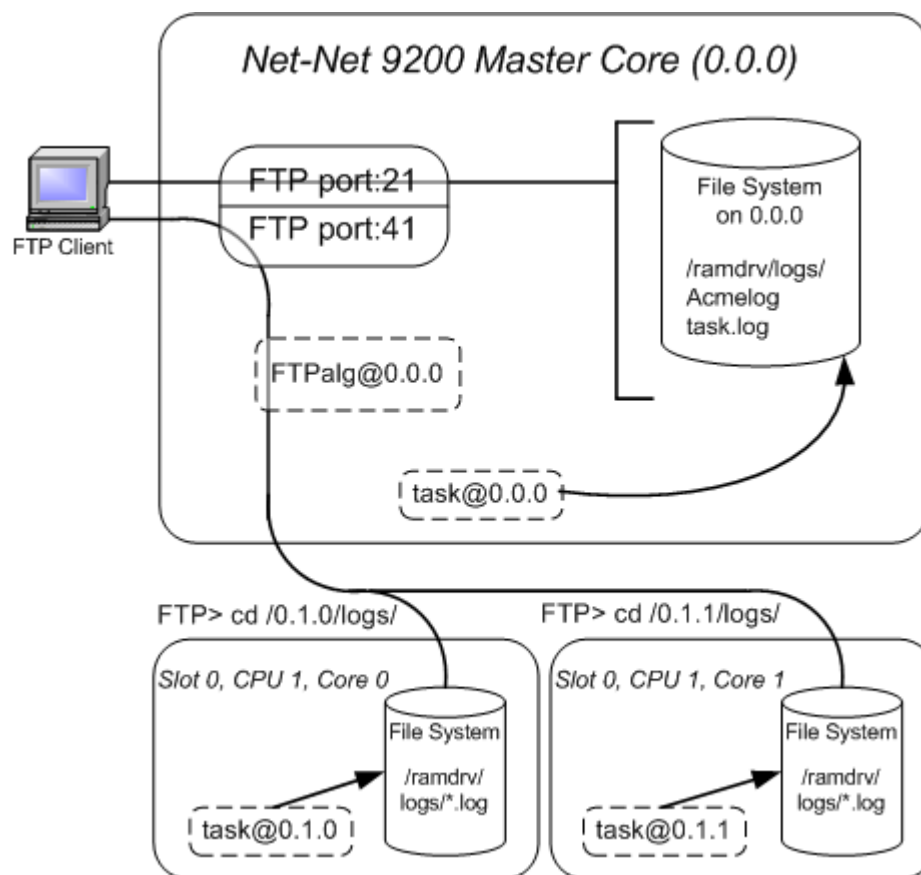 Net-Net 9200 Master Core (0.0.0)
FTP Client
FTP port:21
FTP port:41
File System
on 0.0.0
/ramdrv/logs/
Acmelog
task.log
FTPalg@0.0.0
task@0.0.0
FTP> cd /0.1.0/logs/
FTP> cd /0.1.1/logs/
Slot 0, CPU 1, Core 0
File System
/ramdrv/
logs/*.log
task@0.1.0
Slot 0, CPU 1, Core 1
File System
/ramdrv/
logs/*.log
task@0.1.1